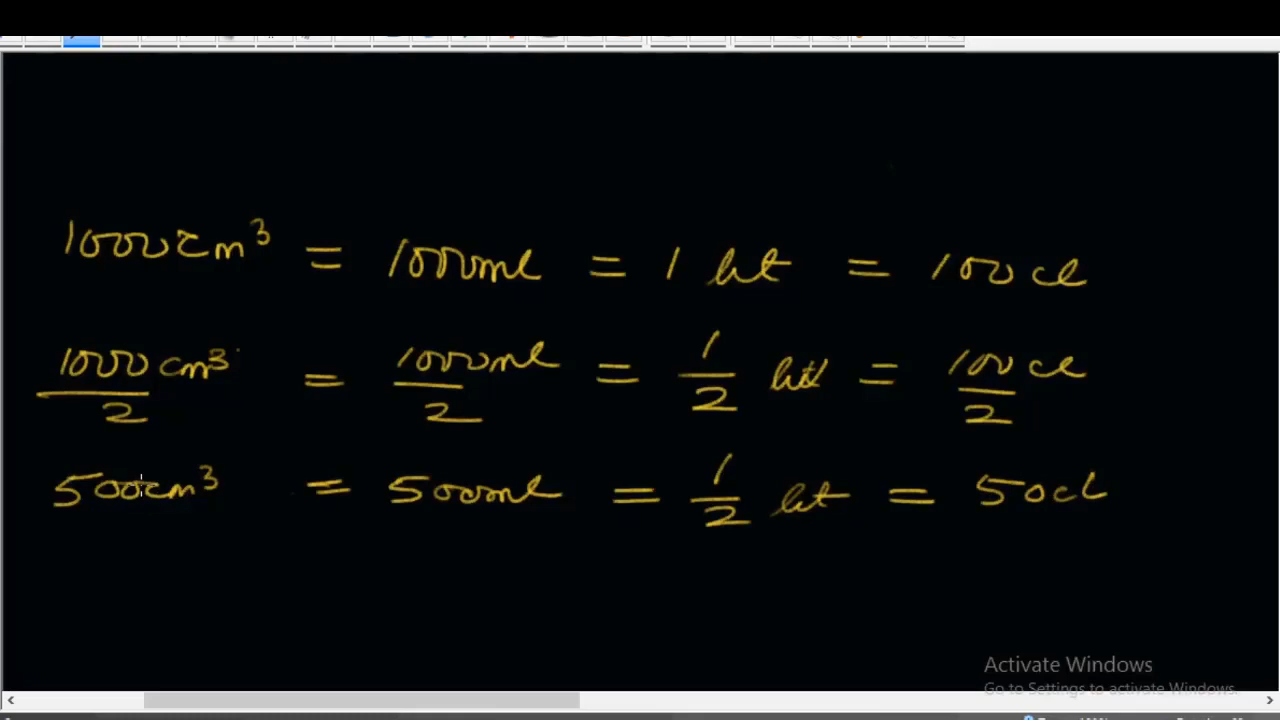 1000cm³ = 1000ml = 1 lit = 100cl
1000cm³/2 = 1000ml/2 = 1/2 lit = 100cl/2
500cm³ = 500ml = 1/2 lit = 50cl
Activate Windows
Go to Settings to activate Windows.